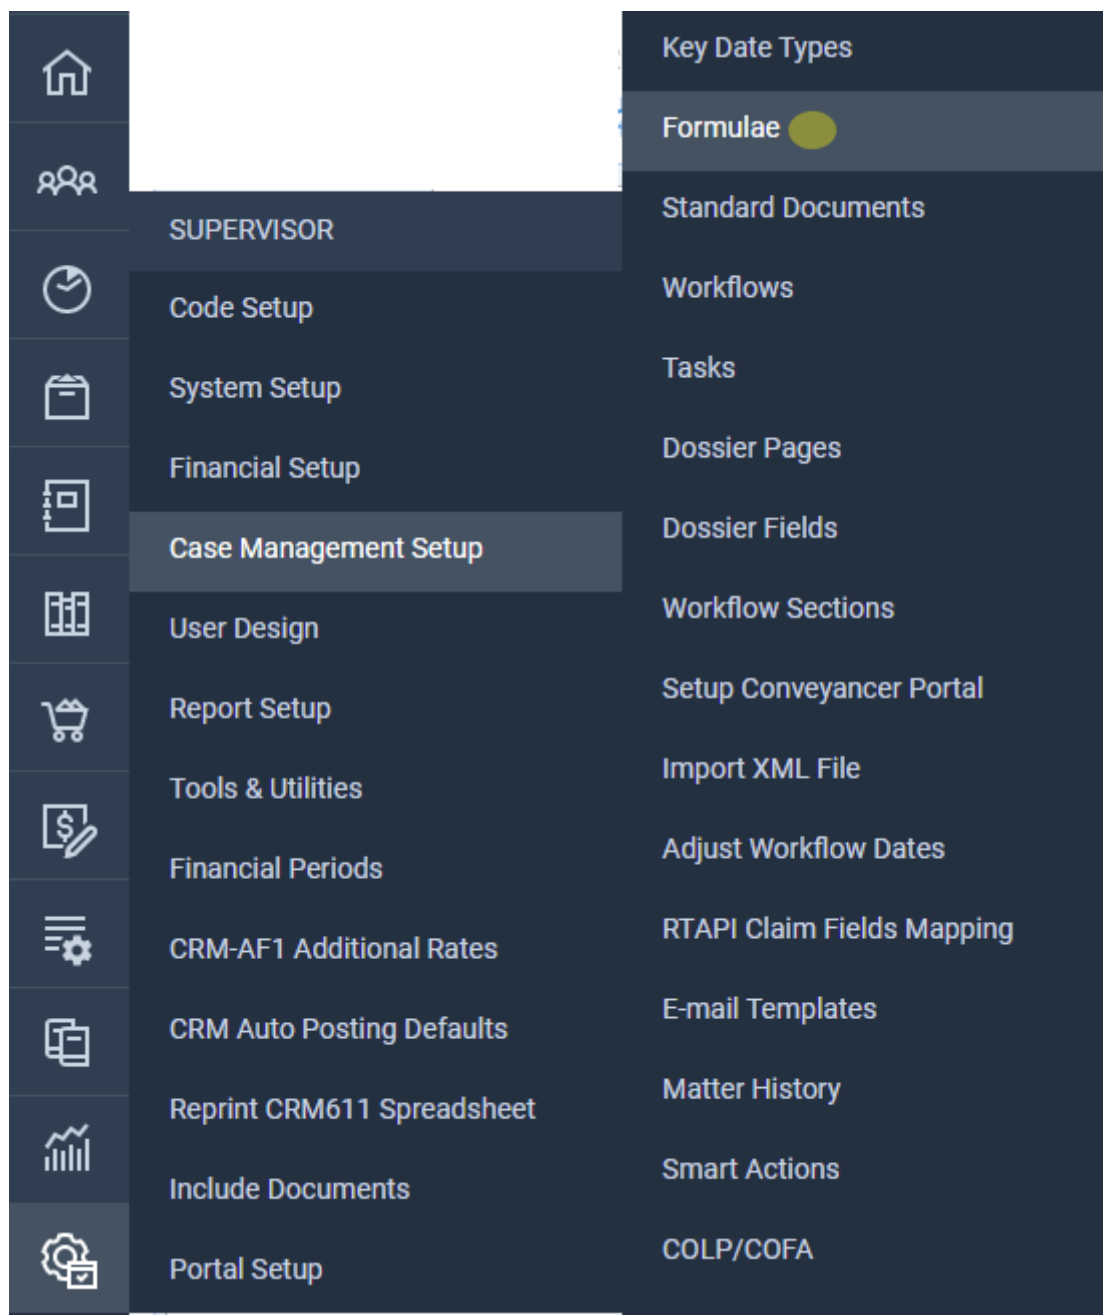 SUPERVISOR
Code Setup
System Setup
Financial Setup
Case Management Setup
User Design
Report Setup
Tools & Utilities
Financial Periods
CRM-AF1 Additional Rates
CRM Auto Posting Defaults
Reprint CRM611 Spreadsheet
Include Documents
Portal Setup
Key Date Types
Formulae
Standard Documents
Workflows
Tasks
Dossier Pages
Dossier Fields
Workflow Sections
Setup Conveyancer Portal
Import XML File
Adjust Workflow Dates
RTAPI Claim Fields Mapping
E-mail Templates
Matter History
Smart Actions
COLP/COFA